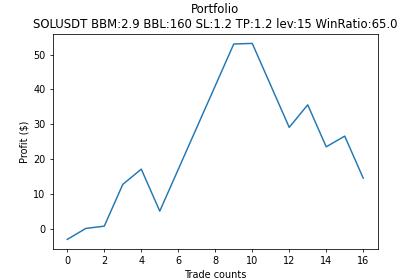 Portfolio
SOLUSDT BBM:2.9 BBL:160 SL:1.2 TP:1.2 lev:15 WinRatio:65.0
Profit ($)
50
40
30
20
10
0
0 2 4 6 8 10 12 14 16
Trade counts